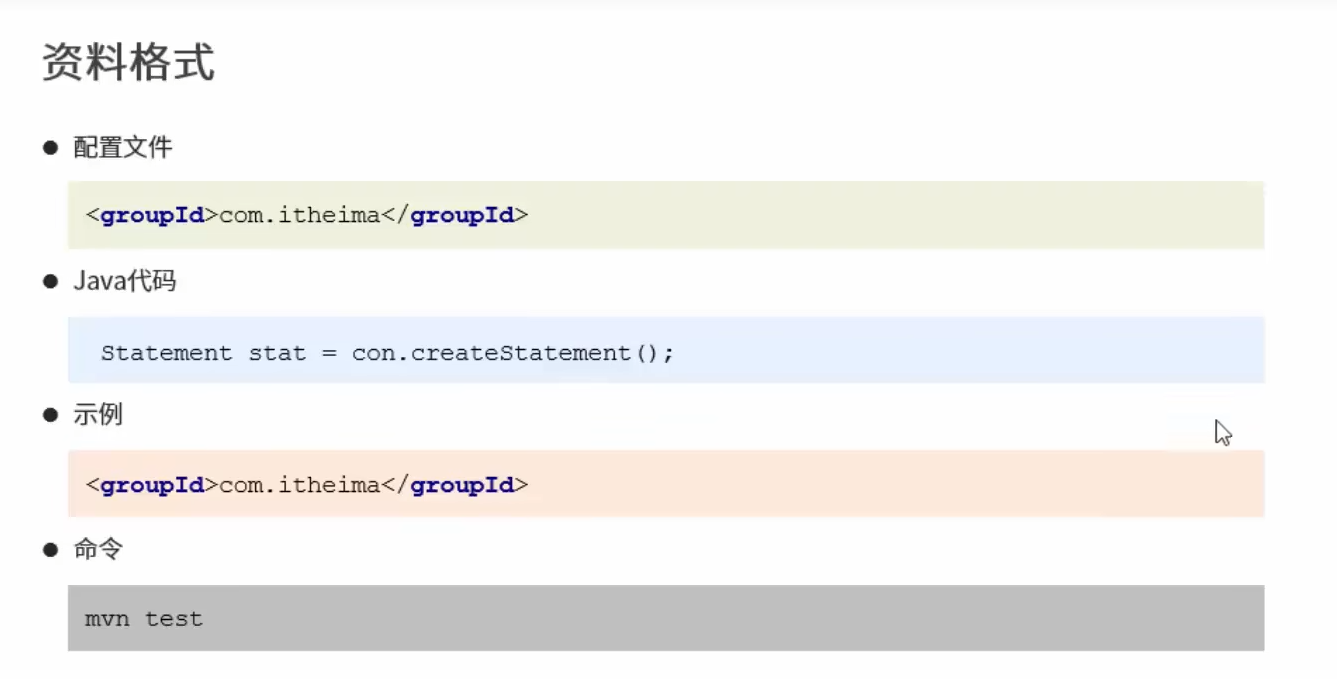 资料格式
● 配置文件
<groupId>com.itheima</groupId>
● Java代码
Statement stat = con.createStatement();
● 示例
<groupId>com.itheima</groupId>
● 命令
mvn test